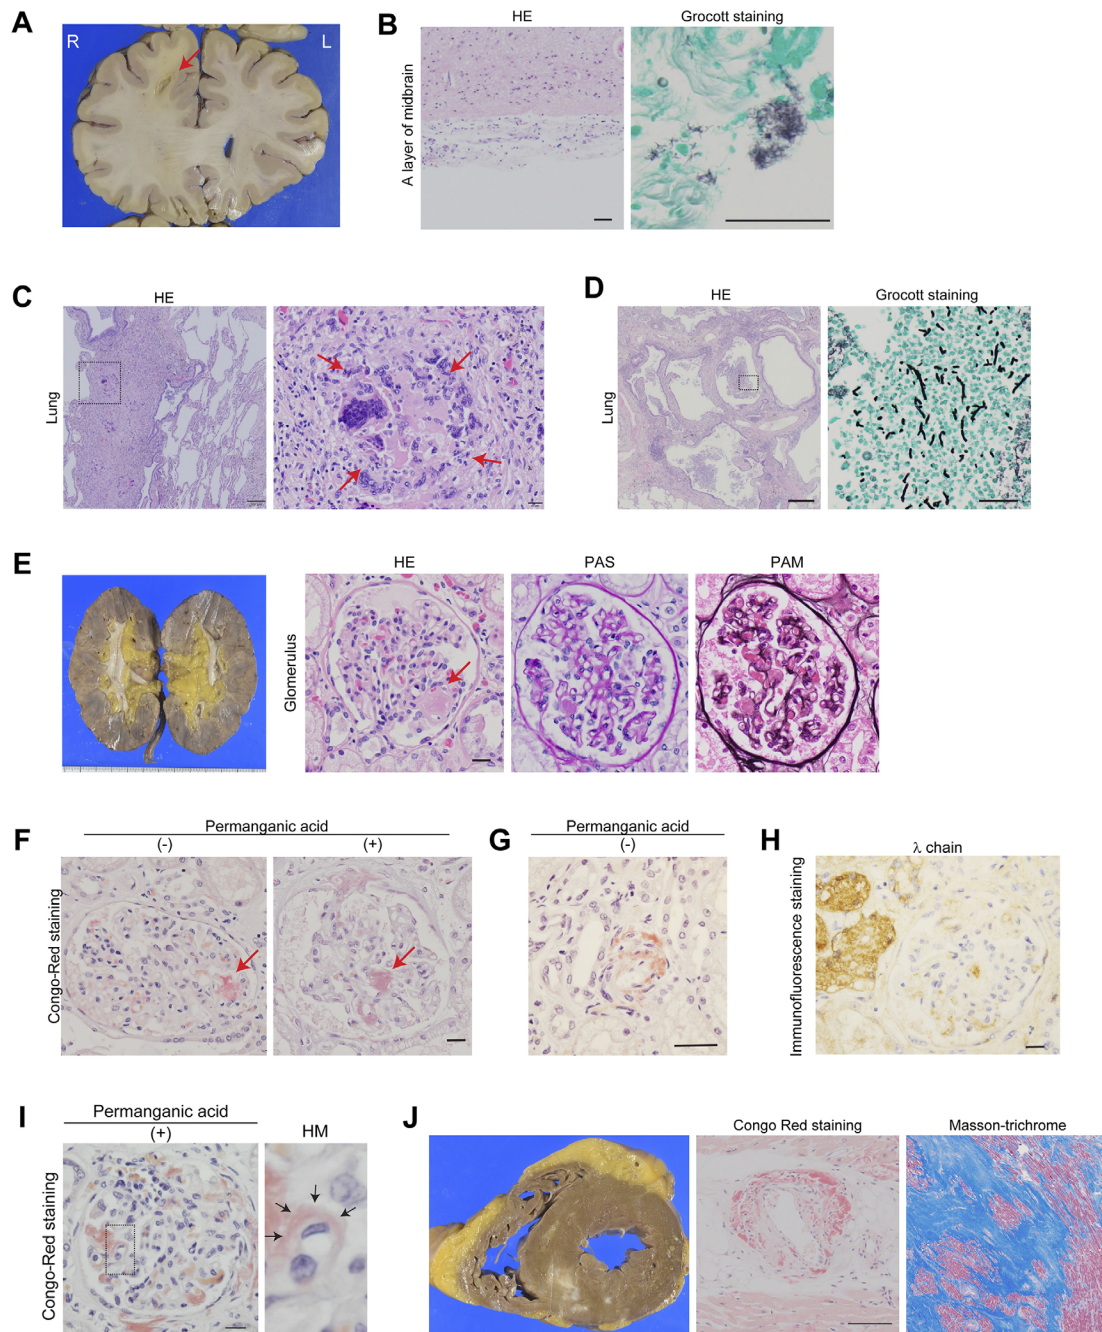 A
R
L
B
HE
Grocott staining
A layer of midbrain
C
HE
Lung
D
HE
Grocott staining
Lung
E
HE
PAS
PAM
Glomerulus
F
Permanganic acid
(-)
(+)
Congo-Red staining
G
Permanganic acid
(-)
H
λ chain
Immunofluorescence staining
I
Permanganic acid
(+)
HM
Congo-Red staining
J
Congo Red staining
Masson-trichrome